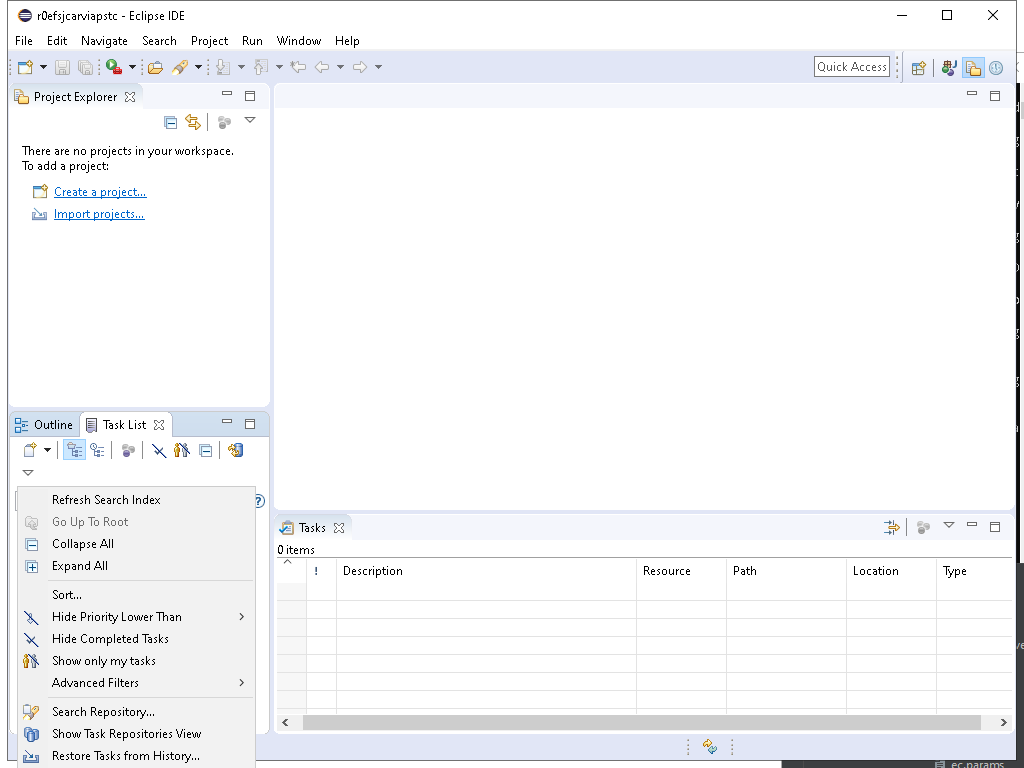 r0efsjcarviapstc - Eclipse IDE
File Edit Navigate Search Project Run Window Help
Quick Access
Project Explorer
There are no projects in your workspace.
To add a project:
Create a project...
Import projects...
Outline Task List
Refresh Search Index
Go Up To Root
Collapse All
Expand All
Sort...
Hide Priority Lower Than
Hide Completed Tasks
Show only my tasks
Advanced Filters
Search Repository...
Show Task Repositories View
Restore Tasks from History...
Tasks
0 items
! Description Resource Path Location Type
ec.params